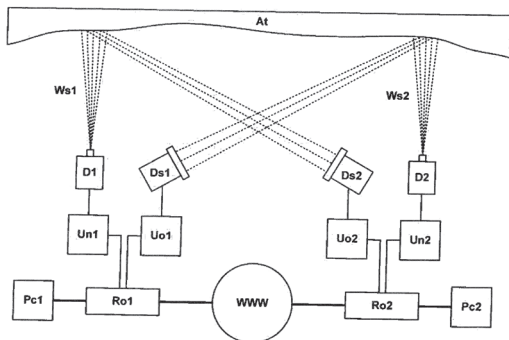 At
Ws1
Ws2
D1
Ds1
Ds2
D2
Un1
Uo1
Uo2
Un2
Pc1
Ro1
WWW
Ro2
Pc2